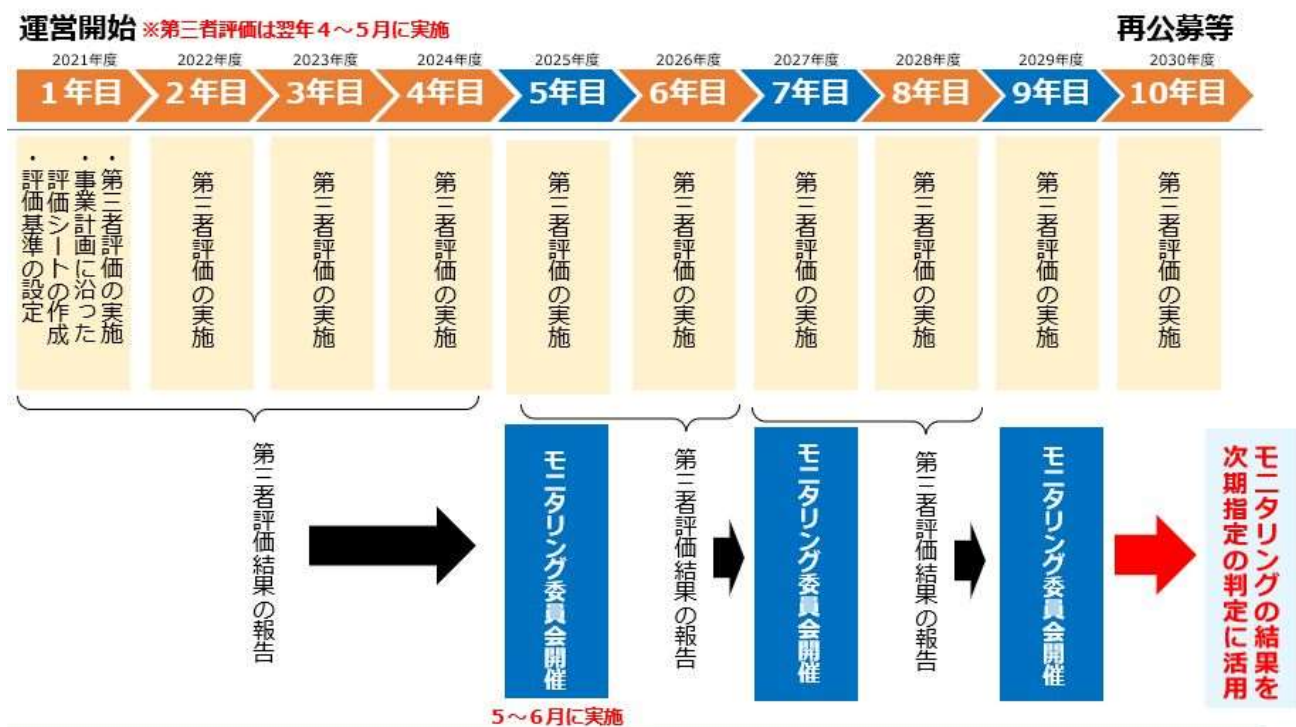 運営開始 ※第三者評価は翌年4~5月に実施
再公募等
2021年度
2022年度
2023年度
2024年度
2025年度
2026年度
2027年度
2028年度
2029年度
2030年度
1年目
2年目
3年目
4年目
5年目
6年目
7年目
8年目
9年目
10年目
・第三者評価の実施
・事業計画に沿った
評価シートの作成
・評価基準の設定
第三者評価の実施
第三者評価の実施
第三者評価の実施
第三者評価の実施
第三者評価の実施
第三者評価の実施
第三者評価の実施
第三者評価の実施
第三者評価の実施
第三者評価結果の報告
モニタリング委員会開催
5~6月に実施
第三者評価結果の報告
モニタリング委員会開催
第三者評価結果の報告
モニタリング委員会開催
モニタリングの結果を
次期指定の判定に活用